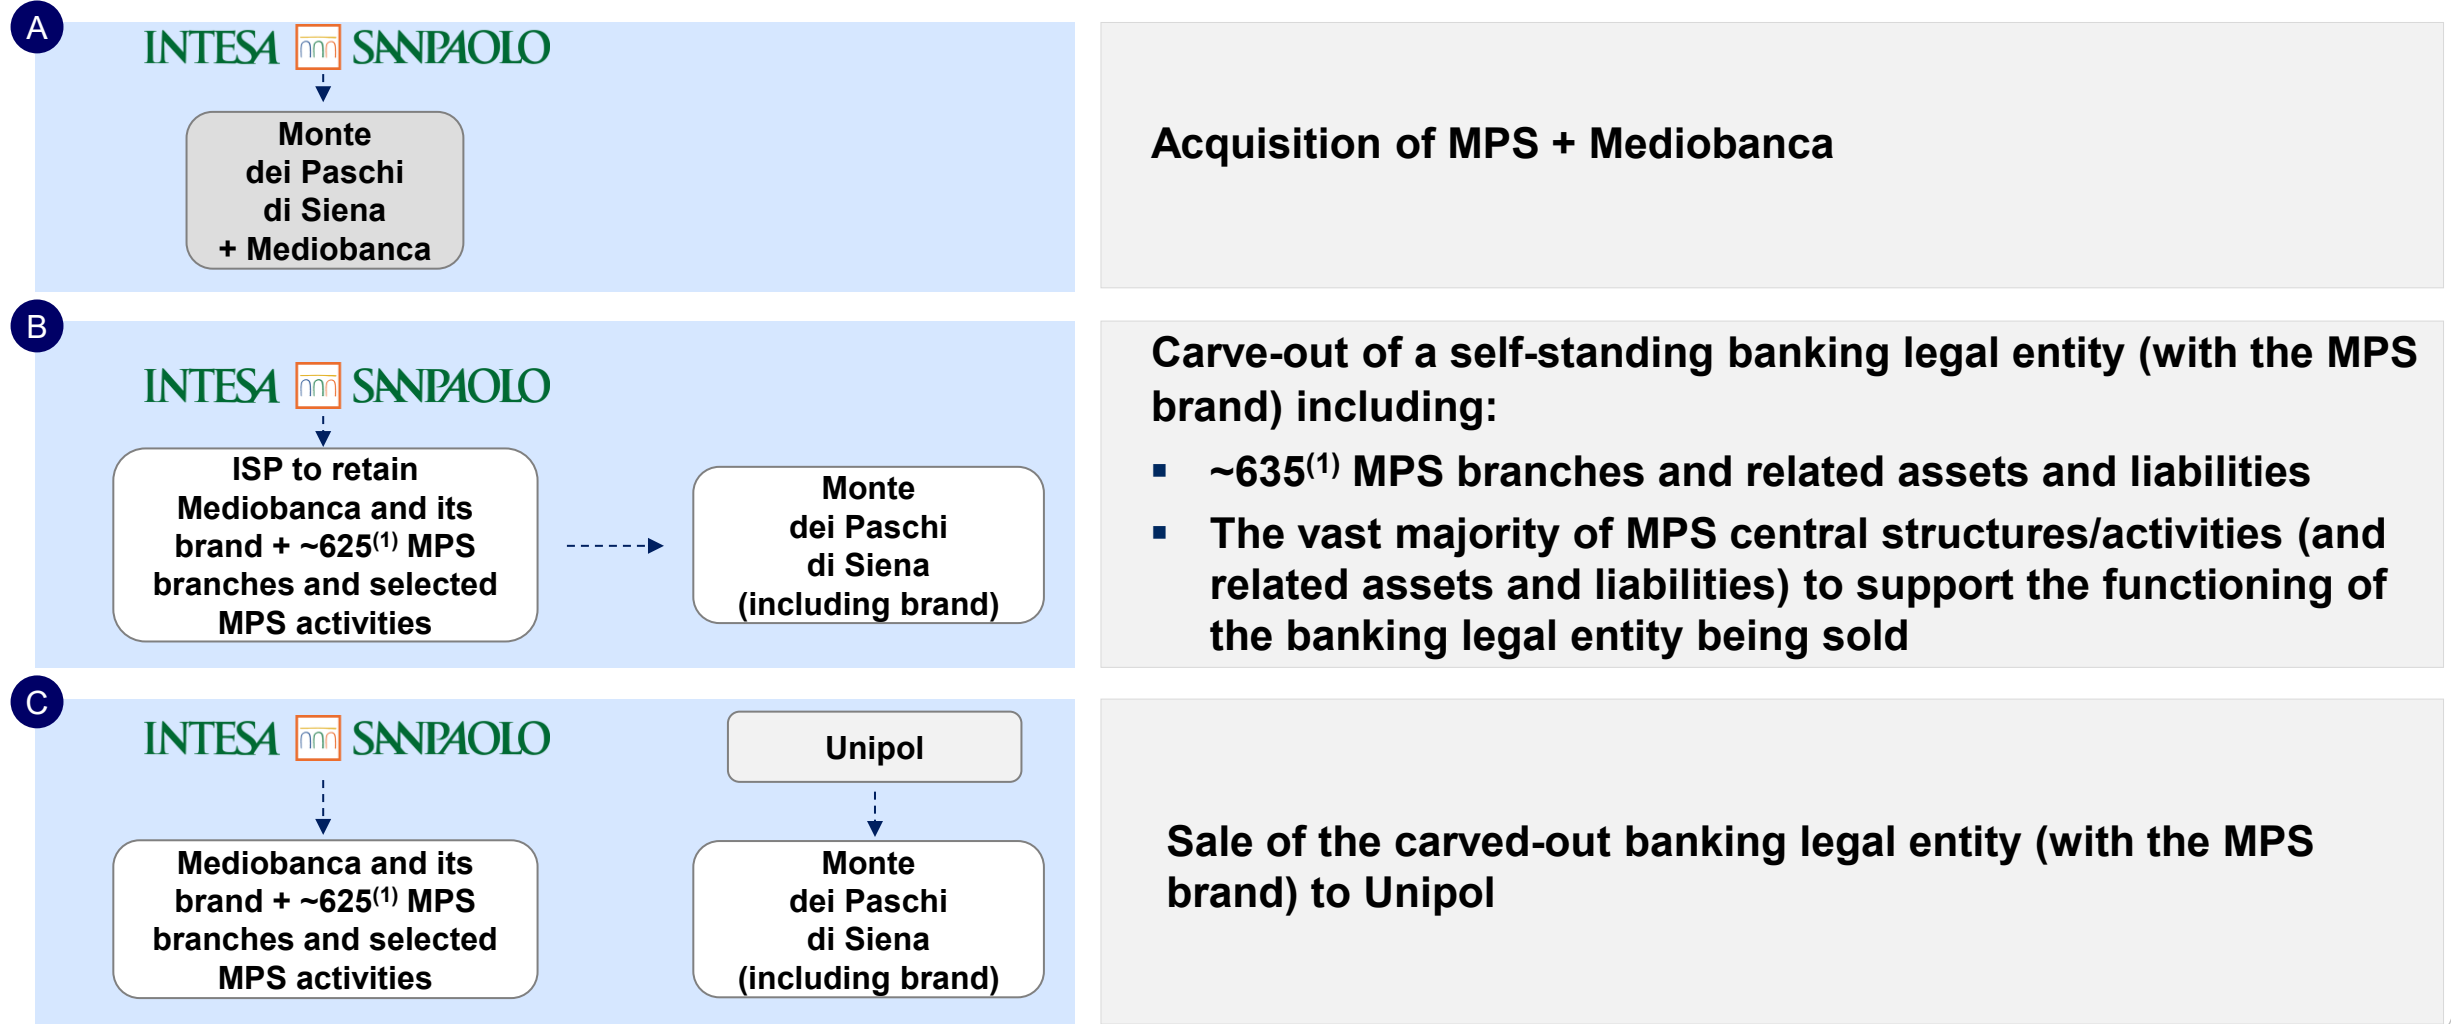 A
INTESA SANPAOLO
Monte
dei Paschi
di Siena
+ Mediobanca
Acquisition of MPS + Mediobanca
B
INTESA SANPAOLO
ISP to retain
Mediobanca and its
brand + ~625(1) MPS
branches and selected
MPS activities
Monte
dei Paschi
di Siena
(including brand)
Carve-out of a self-standing banking legal entity (with the MPS
brand) including:
▪ ~635(1) MPS branches and related assets and liabilities
▪ The vast majority of MPS central structures/activities (and
related assets and liabilities) to support the functioning of
the banking legal entity being sold
C
INTESA SANPAOLO
Mediobanca and its
brand + ~625(1) MPS
branches and selected
MPS activities
Unipol
Monte
dei Paschi
di Siena
(including brand)
Sale of the carved-out banking legal entity (with the MPS
brand) to Unipol